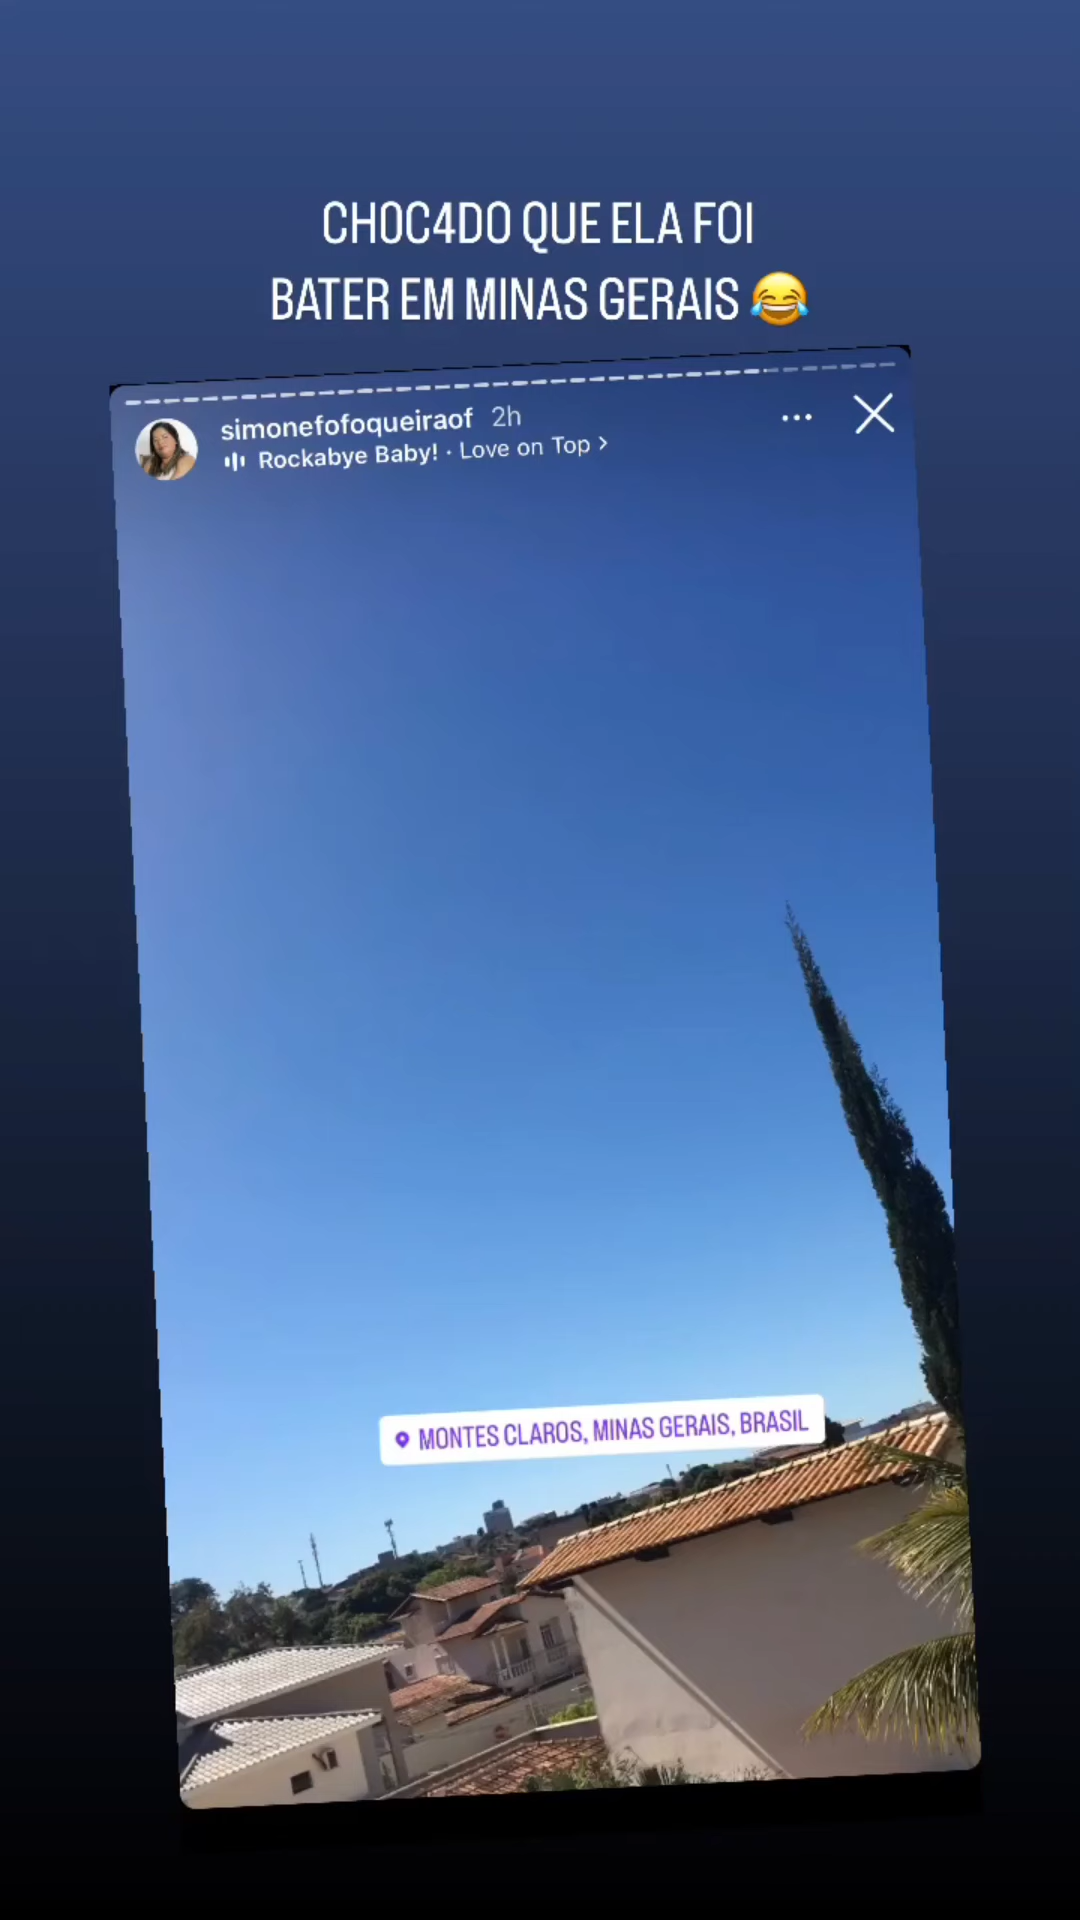 CHOC4DO QUE ELA FOI
BATER EM MINAS GERAIS 😂
simonefofoqueiraof 2h
Rockabye Baby! · Love on Top >
MONTES CLAROS, MINAS GERAIS, BRASIL